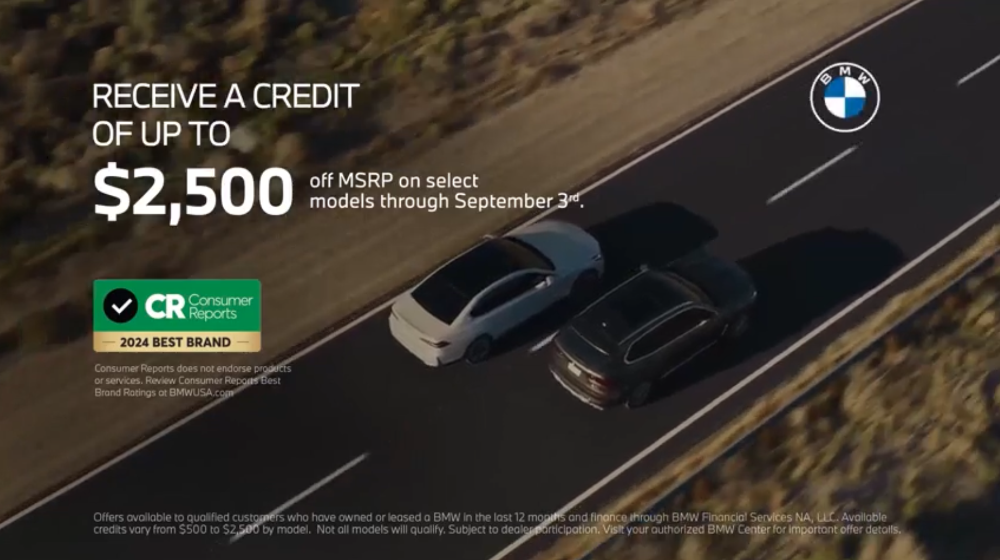 RECEIVE A CREDIT
OF UP TO
$2,500
off MSRP on select
models through September 3rd.
BMW
CR Consumer
Reports
2024 BEST BRAND
Consumer Reports does not endorse products
or services. Review Consumer Reports Best
Brand Ratings at BMWUSA.com
Offers available to qualified customers who have owned or leased a BMW in the last 12 months and finance through BMW Financial Services NA, LLC. Available
credits vary from $500 to $2,500 by model. Not all models will qualify. Subject to dealer participation. Visit your authorized BMW Center for important offer details.